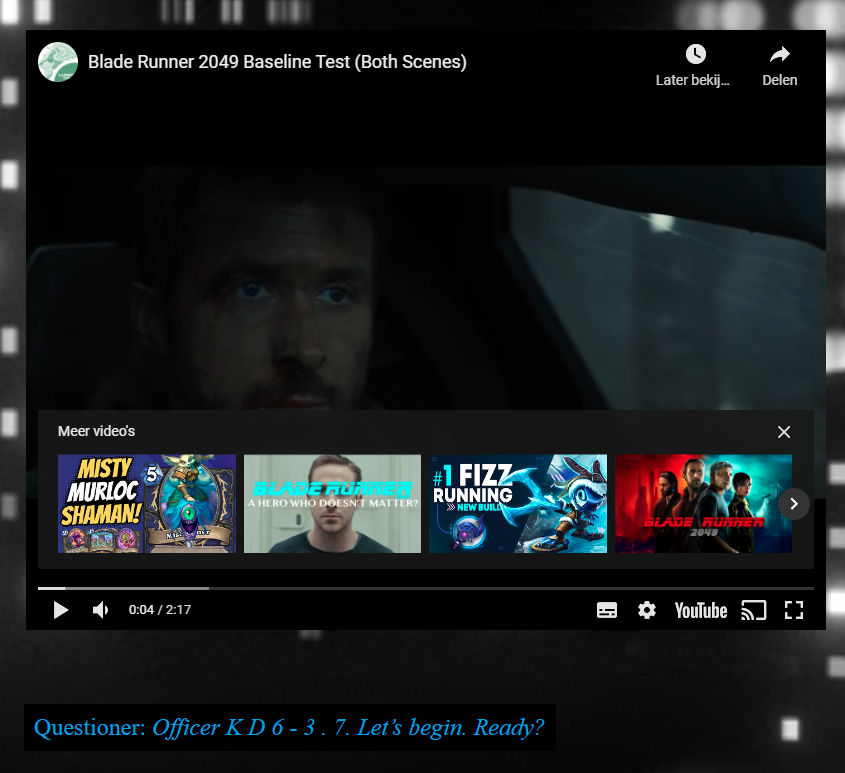 Blade Runner 2049 Baseline Test (Both Scenes)
Later bekij...
Delen
Meer video's
MISTY
MURLOC
SHAMAN!
5
BLADE RUNNER
A HERO WHO DOESN'T MATTER?
#1 FIZZ
RUNNING
NEW BUILD
BLADE RUNNER
2049
0:04 / 2:17
YouTube
Questioner: Officer K D 6 - 3 . 7. Let’s begin. Ready?